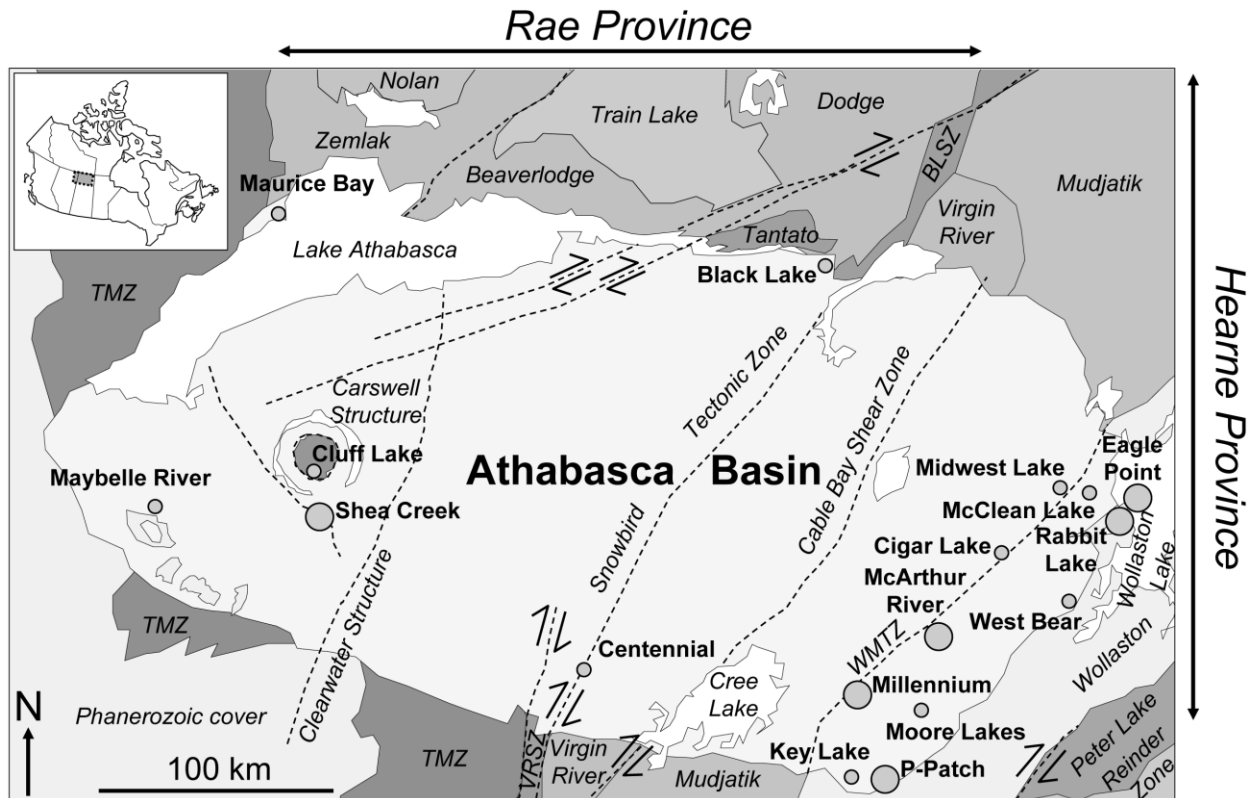 Rae Province
Nolan
Train Lake
Dodge
Zemlak
Beaverlodge
BLSZ
Mudjatik
Maurice Bay
Virgin
River
Lake Athabasca
Tantato
Black Lake
TMZ
Hearne Province
Carswell
Structure
Tectonic Zone
Cable Bay Shear Zone
Cluff Lake
Athabasca Basin
Eagle
Point
Midwest Lake
Maybelle River
Shea Creek
McClean Lake
Rabbit
Lake
Wollaston
Lake
Cigar Lake
McArthur
River
Snowbird
West Bear
TMZ
Clearwater Structure
Centennial
WMTZ
Wollaston
Cree
Lake
Millennium
N
Phanerozoic cover
Moore Lakes
Peter Lake
Reinder
Zone
TMZ
VRSZ
Virgin
River
Key Lake
P-Patch
100 km
Mudjatik